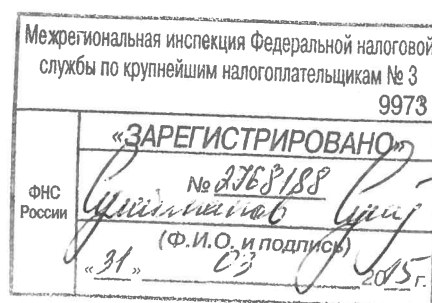 Межрегиональная инспекция Федеральной налоговой
службы по крупнейшим налогоплательщикам № 3
9973
«ЗАРЕГИСТРИРОВАНО»
ФНС
России
№ 2768188
(Ф.И.О. и подпись)
«31» 03 2015 г.